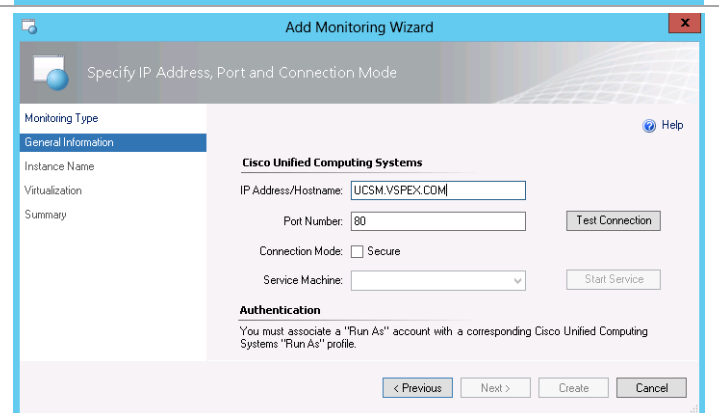 Add Monitoring Wizard
x
Specify IP Address, Port and Connection Mode
Monitoring Type
General Information
Instance Name
Virtualization
Summary
Help
Cisco Unified Computing Systems
IP Address/Hostname: UCSM.VSPEX.COM
Port Number: 80
Test Connection
Connection Mode: Secure
Service Machine:
Start Service
Authentication
You must associate a "Run As" account with a corresponding Cisco Unified Computing
Systems "Run As" profile.
< Previous
Next >
Create
Cancel